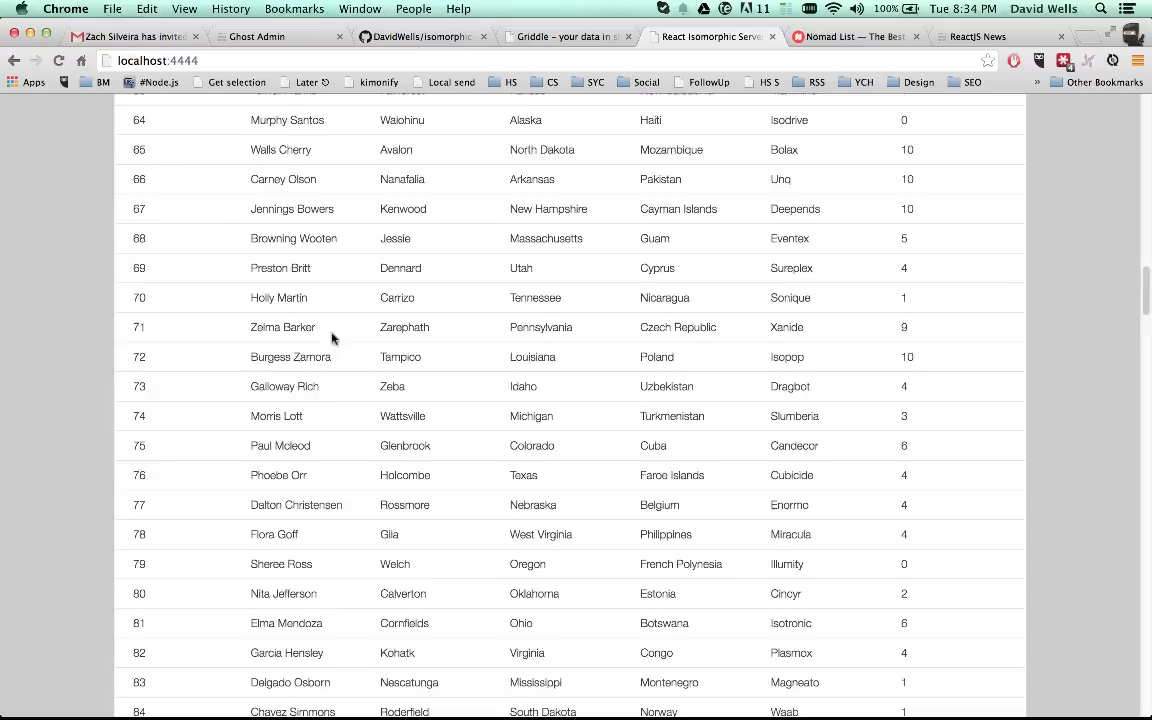 Chrome File Edit View History Bookmarks Window People Help 11 100% Tue 8:34 PM David Wells
Zach Silveira has invited Ghost Admin DavidWells/isomorphic Griddle – your data in s React Isomorphic Serve Nomad List — The Best ReactJS News
localhost:4444
Apps BM #Node.js Get selection Later kimonify Local send HS CS SYC Social FollowUp HS S RSS YCH Design SEO » Other Bookmarks
64 Murphy Santos Waiohinu Alaska Haiti Isodrive 0
65 Walls Cherry Avalon North Dakota Mozambique Bolax 10
66 Carney Olson Nanafalia Arkansas Pakistan Unq 10
67 Jennings Bowers Kenwood New Hampshire Cayman Islands Deepends 10
68 Browning Wooten Jessie Massachusetts Guam Eventex 5
69 Preston Britt Dennard Utah Cyprus Sureplex 4
70 Holly Martin Carrizo Tennessee Nicaragua Sonique 1
71 Zelma Barker Zarephath Pennsylvania Czech Republic Xanide 9
72 Burgess Zamora Tampico Louisiana Poland Isopop 10
73 Galloway Rich Zeba Idaho Uzbekistan Dragbot 4
74 Morris Lott Wattsville Michigan Turkmenistan Slumberia 3
75 Paul Mcleod Glenbrook Colorado Cuba Candecor 6
76 Phoebe Orr Holcombe Texas Faroe Islands Cubicide 4
77 Dalton Christensen Rossmore Nebraska Belgium Enormo 4
78 Flora Goff Glia West Virginia Philippines Miracula 4
79 Sheree Ross Welch Oregon French Polynesia Illumity 0
80 Nita Jefferson Calverton Oklahoma Estonia Cincyr 2
81 Elma Mendoza Cornfields Ohio Botswana Isotronic 6
82 Garcia Hensley Kohatk Virginia Congo Plasmox 4
83 Delgado Osborn Nescatunga Mississippi Montenegro Magneato 1
84 Chavez Simmons Roderfield South Dakota Norway Waab 1